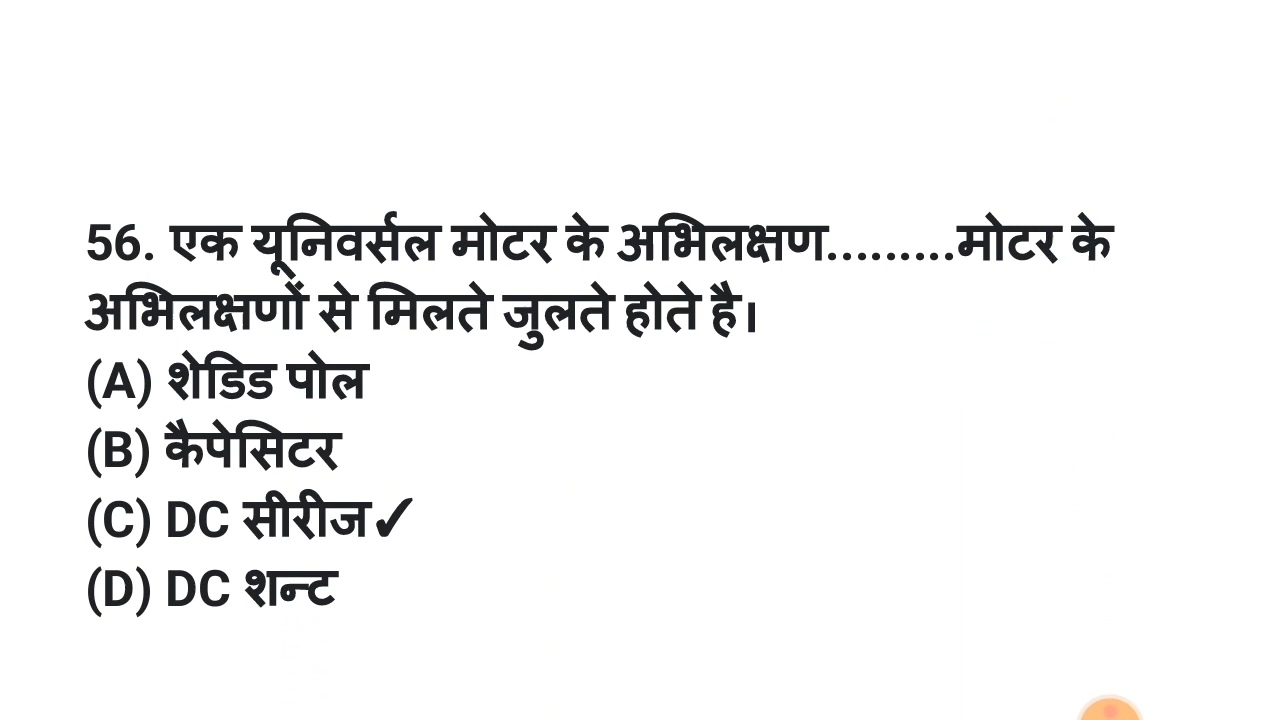 56. एक यूनिवर्सल मोटर के अभिलक्षण.........मोटर के
अभिलक्षणों से मिलते जुलते होते है।
(A) शेडिड पोल
(B) कैपेसिटर
(C) DC सीरीज✓
(D) DC शन्ट